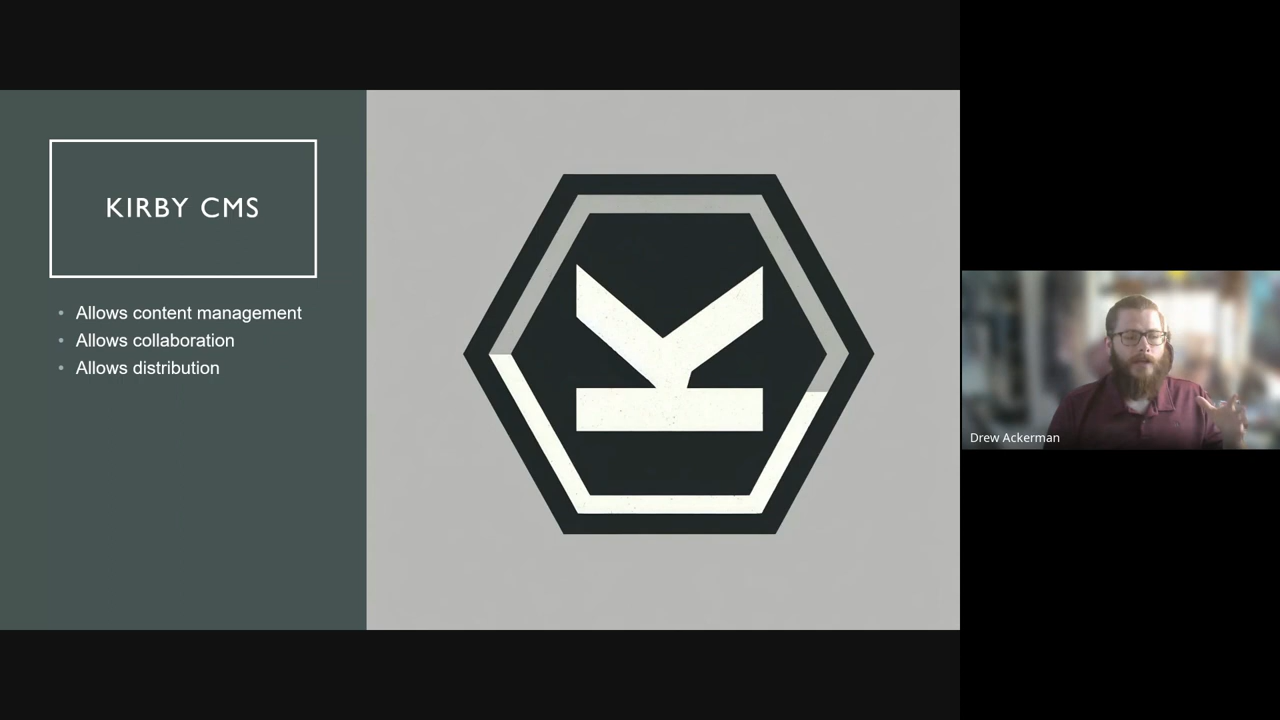 KIRBY CMS
• Allows content management
• Allows collaboration
• Allows distribution
Drew Ackerman